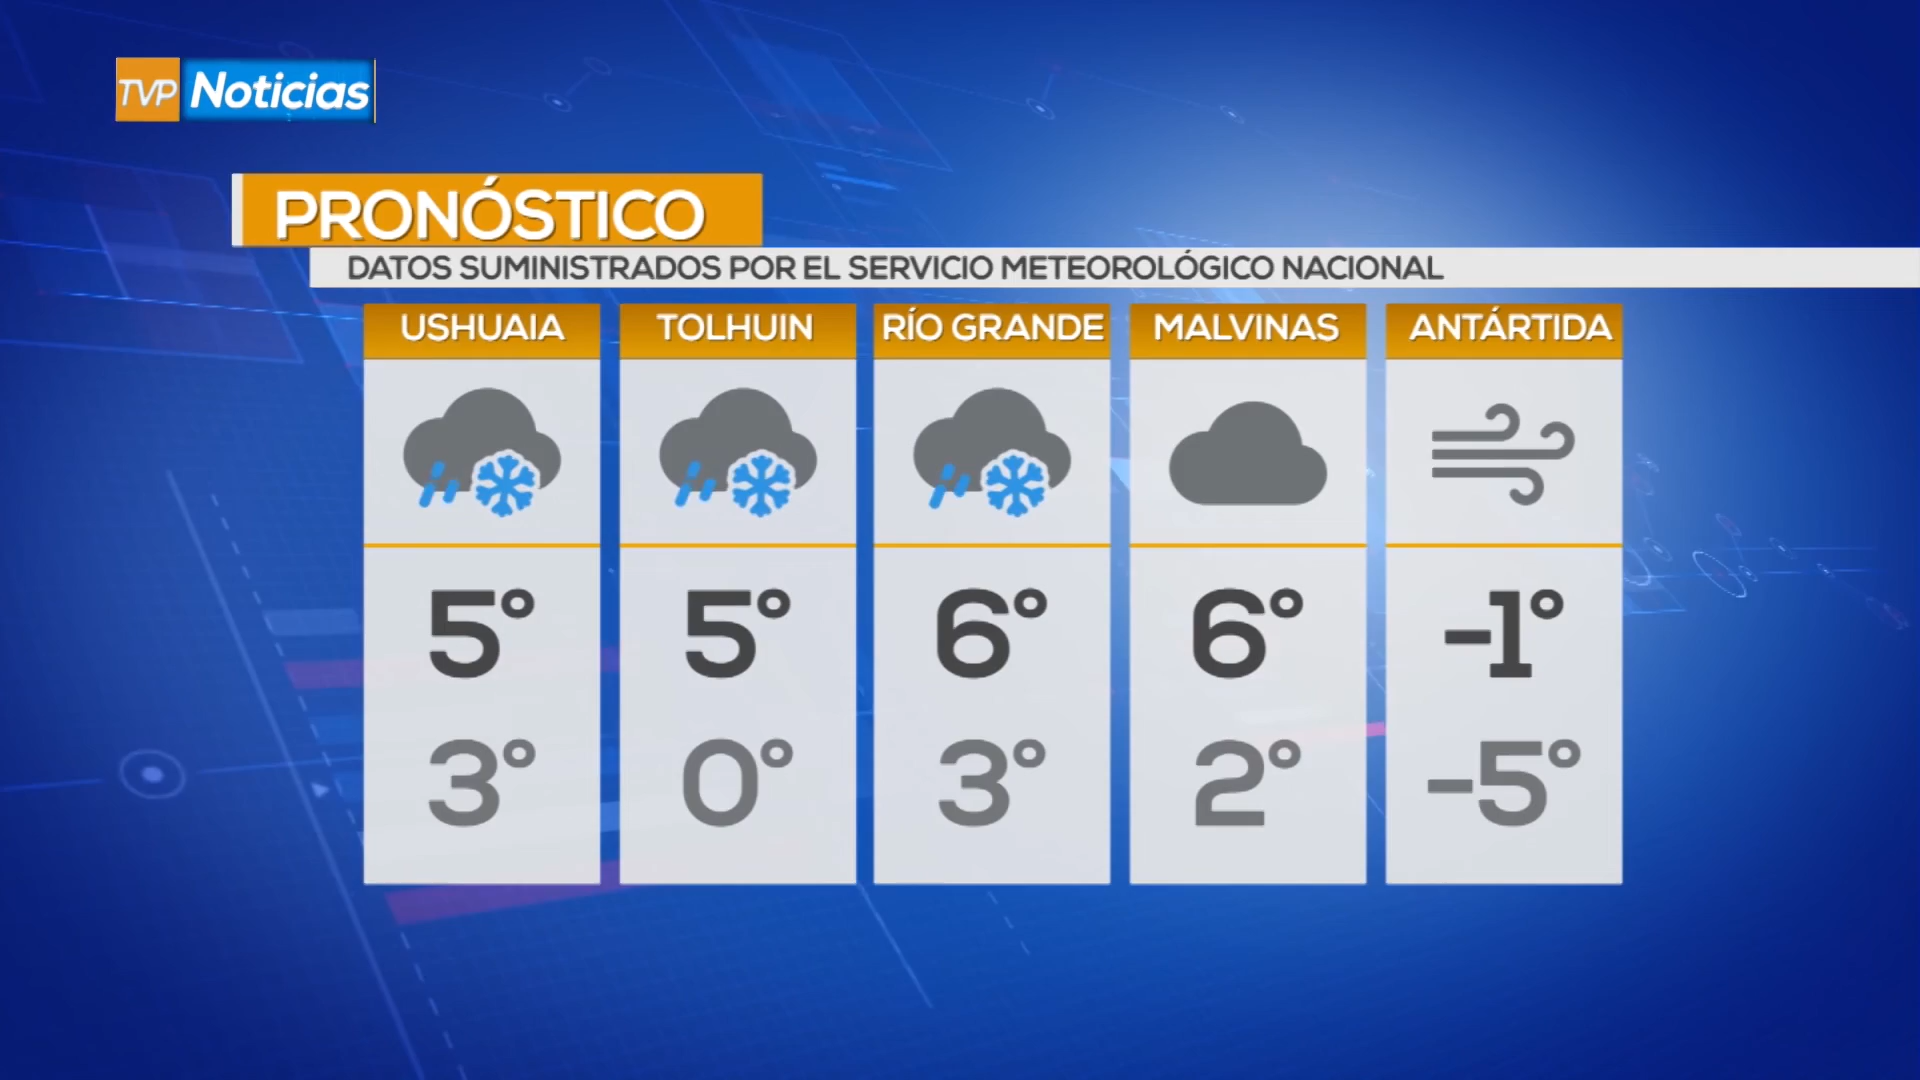 TVP Noticias
PRONÓSTICO
DATOS SUMINISTRADOS POR EL SERVICIO METEOROLÓGICO NACIONAL
USHUAIA TOLHUIN RÍO GRANDE MALVINAS ANTÁRTIDA
5° 5° 6° 6° -1°
3° 0° 3° 2° -5°